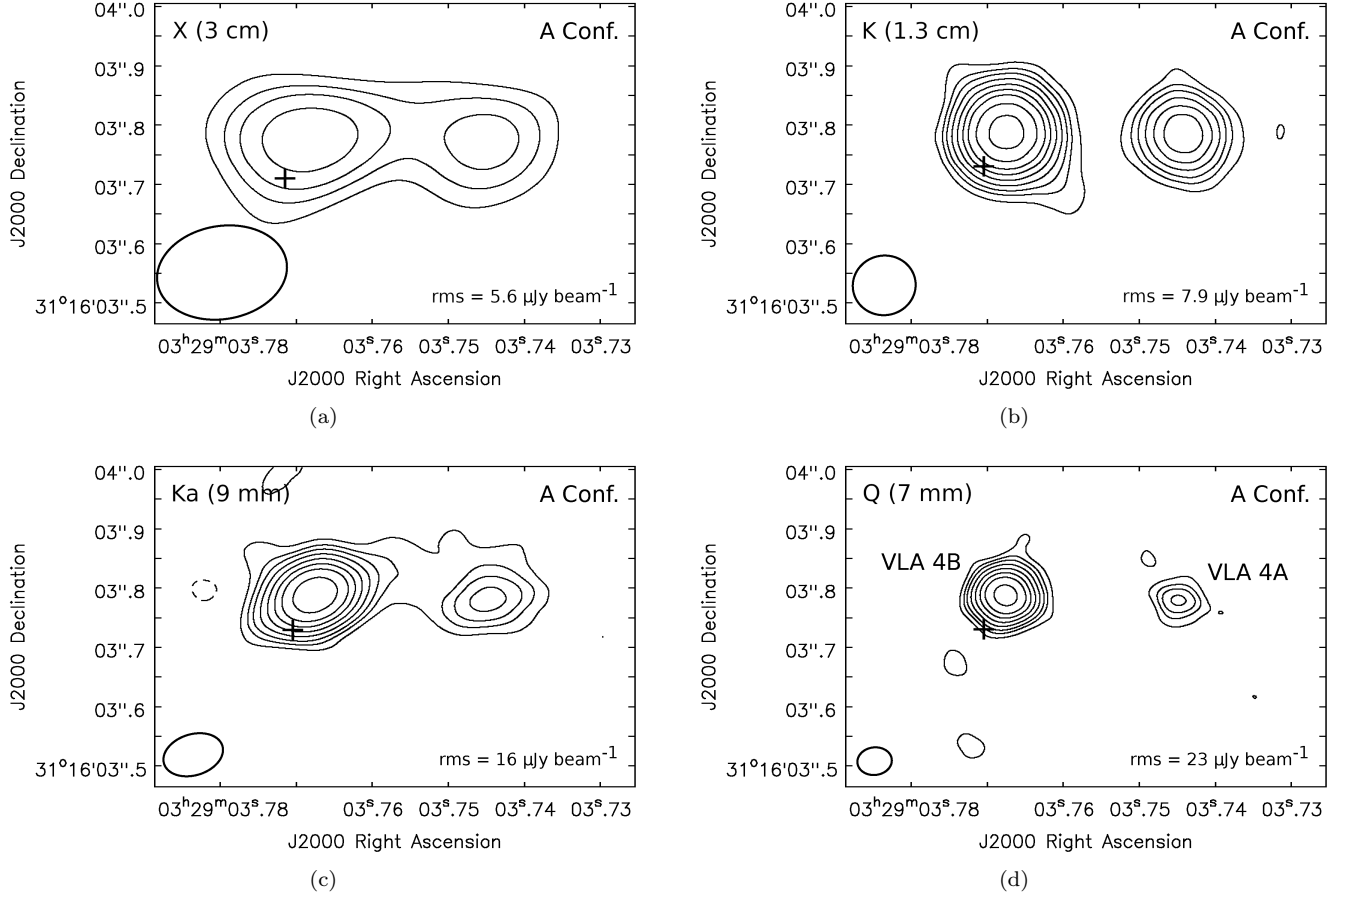 X (3 cm)
A Conf.
04".0
03".9
03".8
03".7
03".6
31°16'03".5
J2000 Declination
rms = 5.6 μJy beam⁻¹
03ʰ29ᵐ03ˢ.78 03ˢ.76 03ˢ.75 03ˢ.74 03ˢ.73
J2000 Right Ascension
(a)
K (1.3 cm)
A Conf.
04".0
03".9
03".8
03".7
03".6
31°16'03".5
J2000 Declination
rms = 7.9 μJy beam⁻¹
03ʰ29ᵐ03ˢ.78 03ˢ.76 03ˢ.75 03ˢ.74 03ˢ.73
J2000 Right Ascension
(b)
Ka (9 mm)
A Conf.
04".0
03".9
03".8
03".7
03".6
31°16'03".5
J2000 Declination
rms = 16 μJy beam⁻¹
03ʰ29ᵐ03ˢ.78 03ˢ.76 03ˢ.75 03ˢ.74 03ˢ.73
J2000 Right Ascension
(c)
Q (7 mm)
A Conf.
VLA 4B
VLA 4A
04".0
03".9
03".8
03".7
03".6
31°16'03".5
J2000 Declination
rms = 23 μJy beam⁻¹
03ʰ29ᵐ03ˢ.78 03ˢ.76 03ˢ.75 03ˢ.74 03ˢ.73
J2000 Right Ascension
(d)